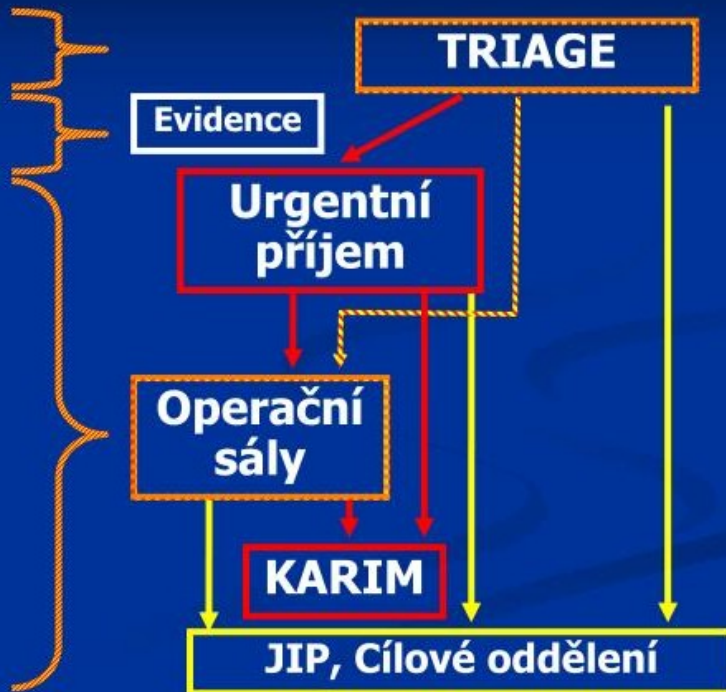 TRIAGE
Evidence
Urgentní
příjem
Operační
sály
KARIM
JIP, Cílové oddělení